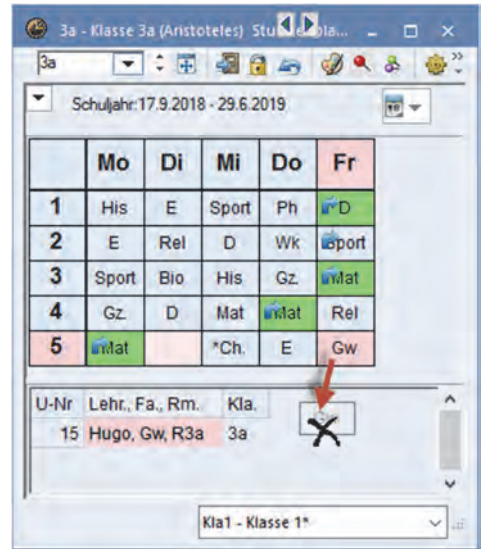 3a - Klasse 3a (Aristoteles) Stu
3a
Schuljahr:17.9.2018 - 29.6.2019
Mo Di Mi Do Fr
1 His E Sport Ph D
2 E Rel D Wk Sport
3 Sport Bio His Gz. Mat
4 Gz. D Mat Mat Rel
5 Mat *Ch. E Gw
U-Nr Lehr., Fa., Rm. Kla.
15 Hugo, Gw, R3a 3a
Kla1 - Klasse 1*